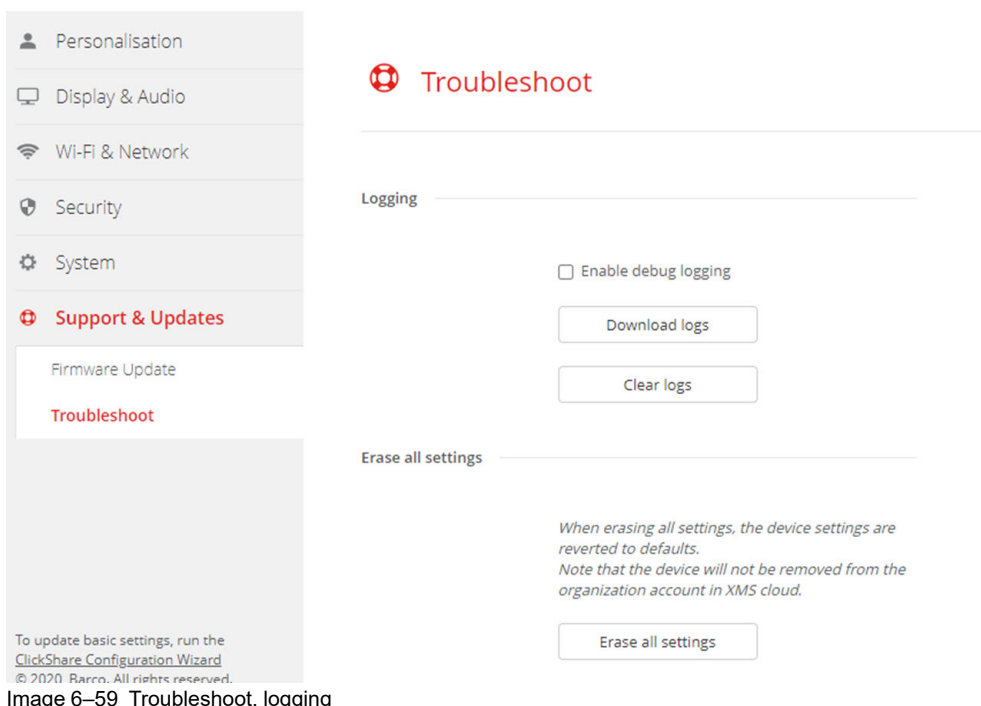 Personalisation
Display & Audio
Wi-Fi & Network
Security
System
Support & Updates
Firmware Update
Troubleshoot
To update basic settings, run the
ClickShare Configuration Wizard
© 2020 Barco. All rights reserved.
Troubleshoot
Logging
Enable debug logging
Download logs
Clear logs
Erase all settings
When erasing all settings, the device settings are
reverted to defaults.
Note that the device will not be removed from the
organization account in XMS cloud.
Erase all settings
Image 6–59 Troubleshoot, logging